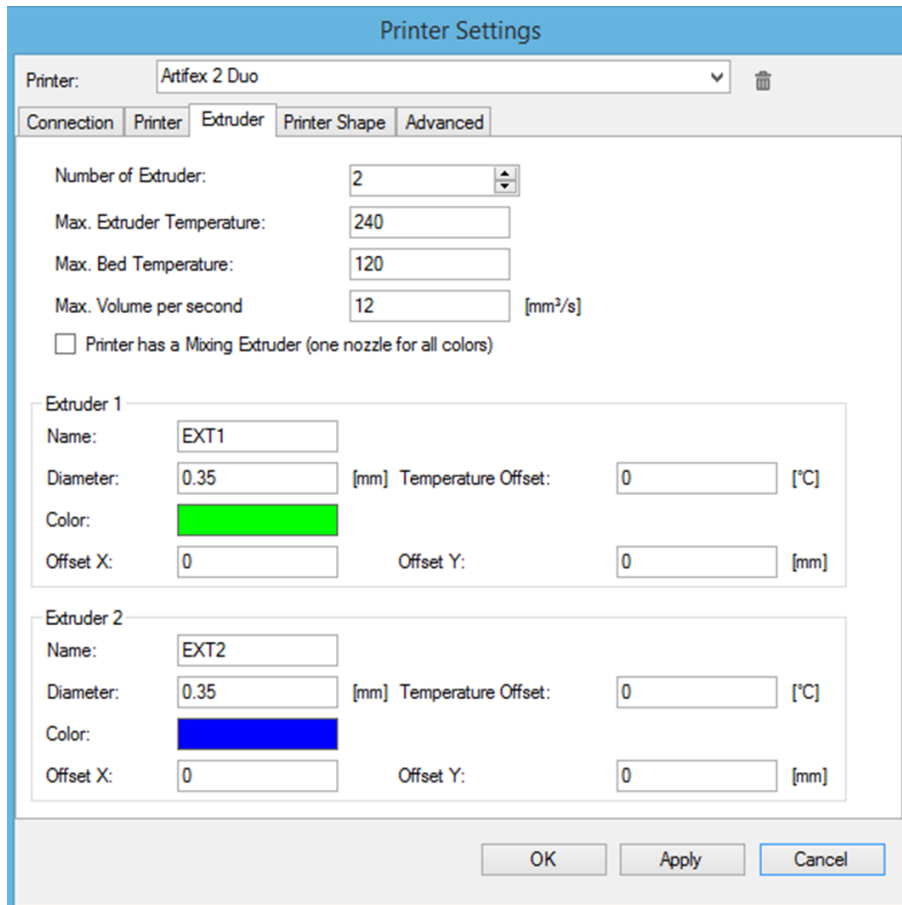 Printer Settings
Printer: Artifex 2 Duo
Connection Printer Extruder Printer Shape Advanced
Number of Extruder: 2
Max. Extruder Temperature: 240
Max. Bed Temperature: 120
Max. Volume per second 12 [mm³/s]
Printer has a Mixing Extruder (one nozzle for all colors)
Extruder 1
Name: EXT1
Diameter: 0.35 [mm] Temperature Offset: 0 [°C]
Color:
Offset X: 0 Offset Y: 0 [mm]
Extruder 2
Name: EXT2
Diameter: 0.35 [mm] Temperature Offset: 0 [°C]
Color:
Offset X: 0 Offset Y: 0 [mm]
OK Apply Cancel